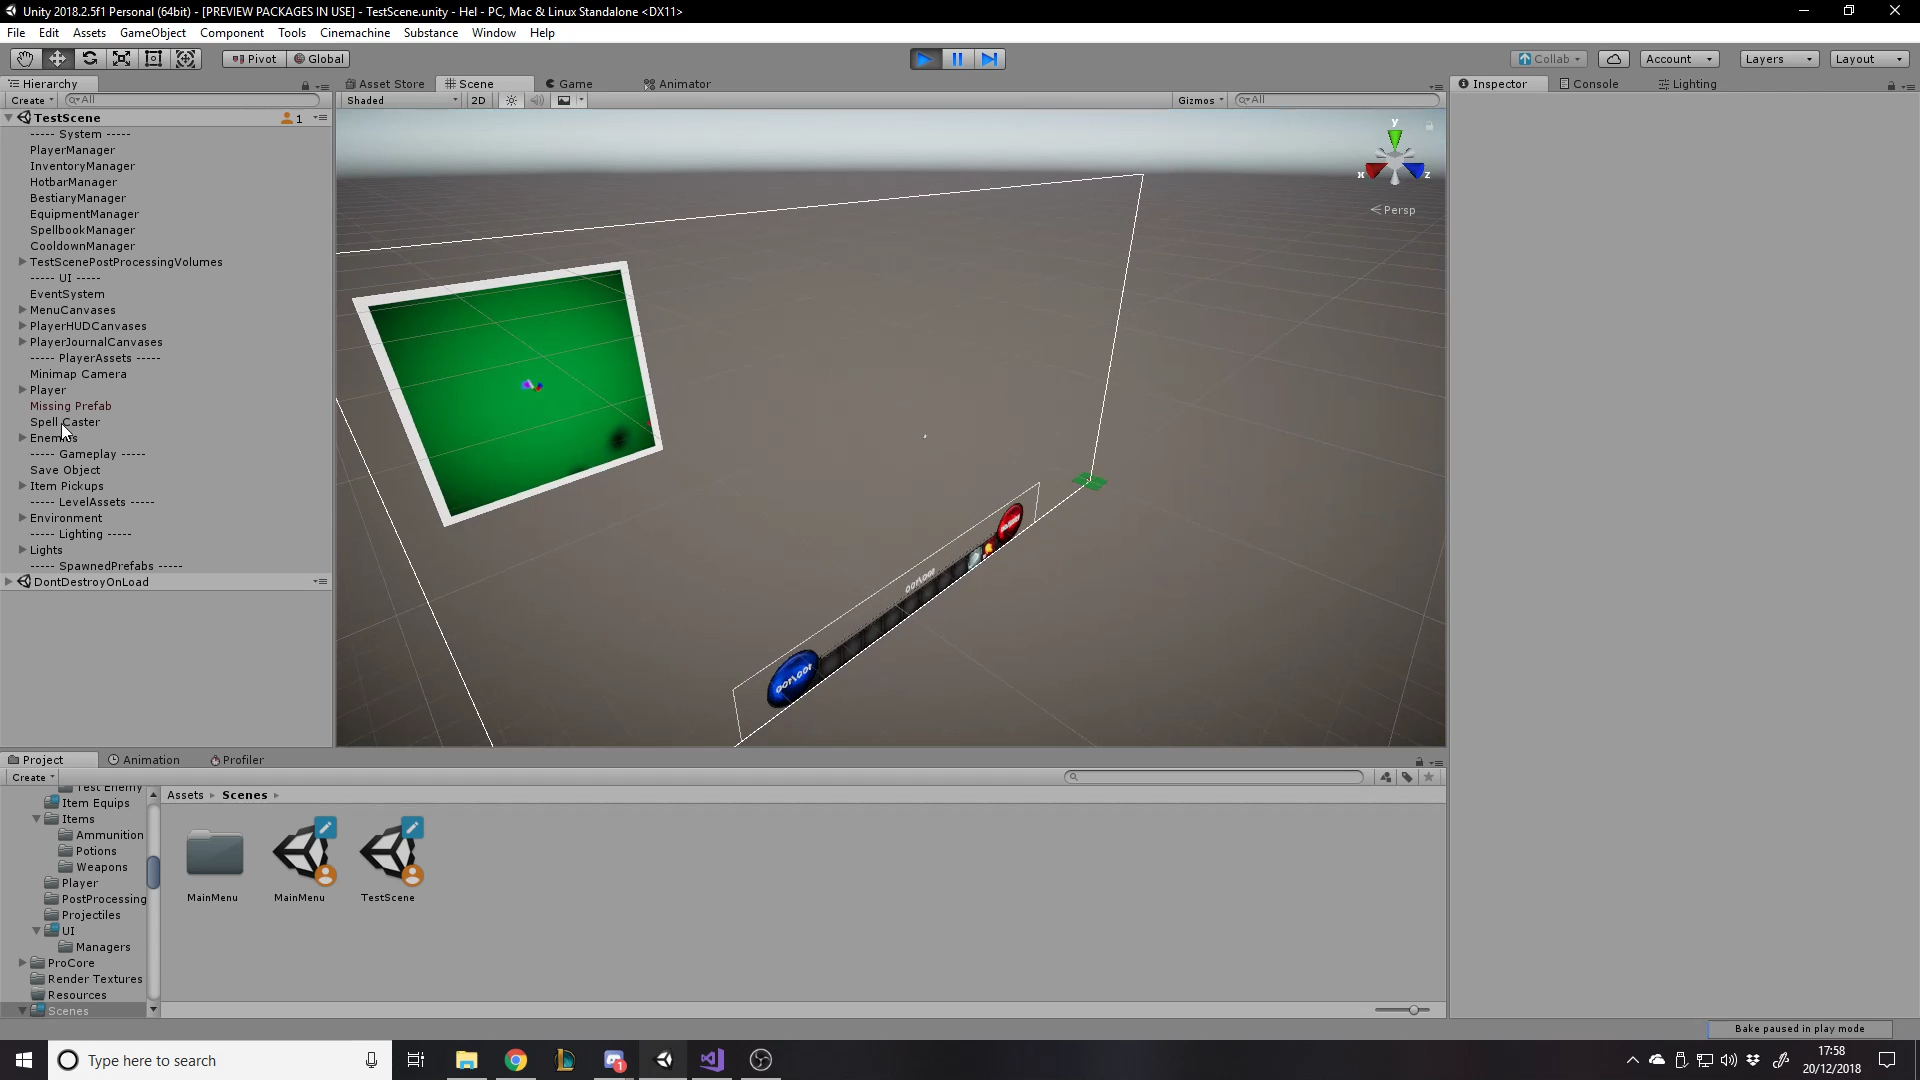 Unity 2018.2.5f1 Personal (64bit) - [PREVIEW PACKAGES IN USE] - TestScene.unity - Hel - PC, Mac & Linux Standalone <DX11>
File Edit Assets GameObject Component Tools Cinemachine Substance Window Help
Pivot Global Collab Account Layers Layout
Hierarchy Asset Store Scene Game Animator Inspector Console Lighting
Create All Shaded 2D Gizmos All
TestScene 1
----- System -----
PlayerManager
InventoryManager
HotbarManager
BestiaryManager
EquipmentManager
SpellbookManager
CooldownManager
TestScenePostProcessingVolumes
----- UI -----
EventSystem
MenuCanvases
PlayerHUDCanvases
PlayerJournalCanvases
----- PlayerAssets -----
Minimap Camera
Player
Missing Prefab
Spell Caster
Enemies
----- Gameplay -----
Save Object
Item Pickups
----- LevelAssets -----
Environment
----- Lighting -----
Lights
----- SpawnedPrefabs -----
DontDestroyOnLoad
y
x z
Persp
100\100
100\100
Project Animation Profiler
Create
Assets Scenes
Test Enemy
Item Equips
Items
Ammunition
Potions
Weapons
Player
PostProcessing
Projectiles
UI
Managers
ProCore
Render Textures
Resources
Scenes
MainMenu MainMenu TestScene
Bake paused in play mode
Type here to search
1
17:58
20/12/2018